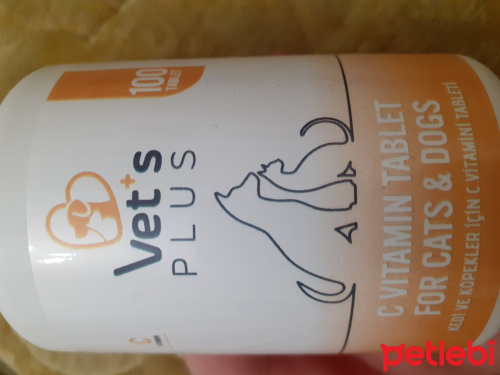 100
TABLET
Vet's
PLUS
C VITAMIN TABLET
FOR CATS & DOGS
KEDİ VE KÖPEKLER İÇİN C VİTAMİNİ TABLETİ
C
petlebi